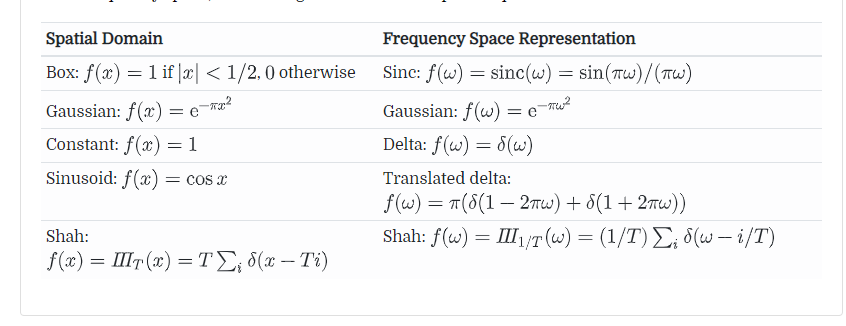 Spatial Domain Frequency Space Representation
Box: f(x) = 1 if |x| < 1/2, 0 otherwise Sinc: f(ω) = sinc(ω) = sin(πω)/(πω)
Gaussian: f(x) = e^{−πx²} Gaussian: f(ω) = e^{−πω²}
Constant: f(x) = 1 Delta: f(ω) = δ(ω)
Sinusoid: f(x) = cos x Translated delta:
f(ω) = π(δ(1 − 2πω) + δ(1 + 2πω))
Shah: Shah: f(ω) = Ш_{1/T}(ω) = (1/T) ∑_i δ(ω − i/T)
f(x) = Ш_T(x) = T ∑_i δ(x − Ti)